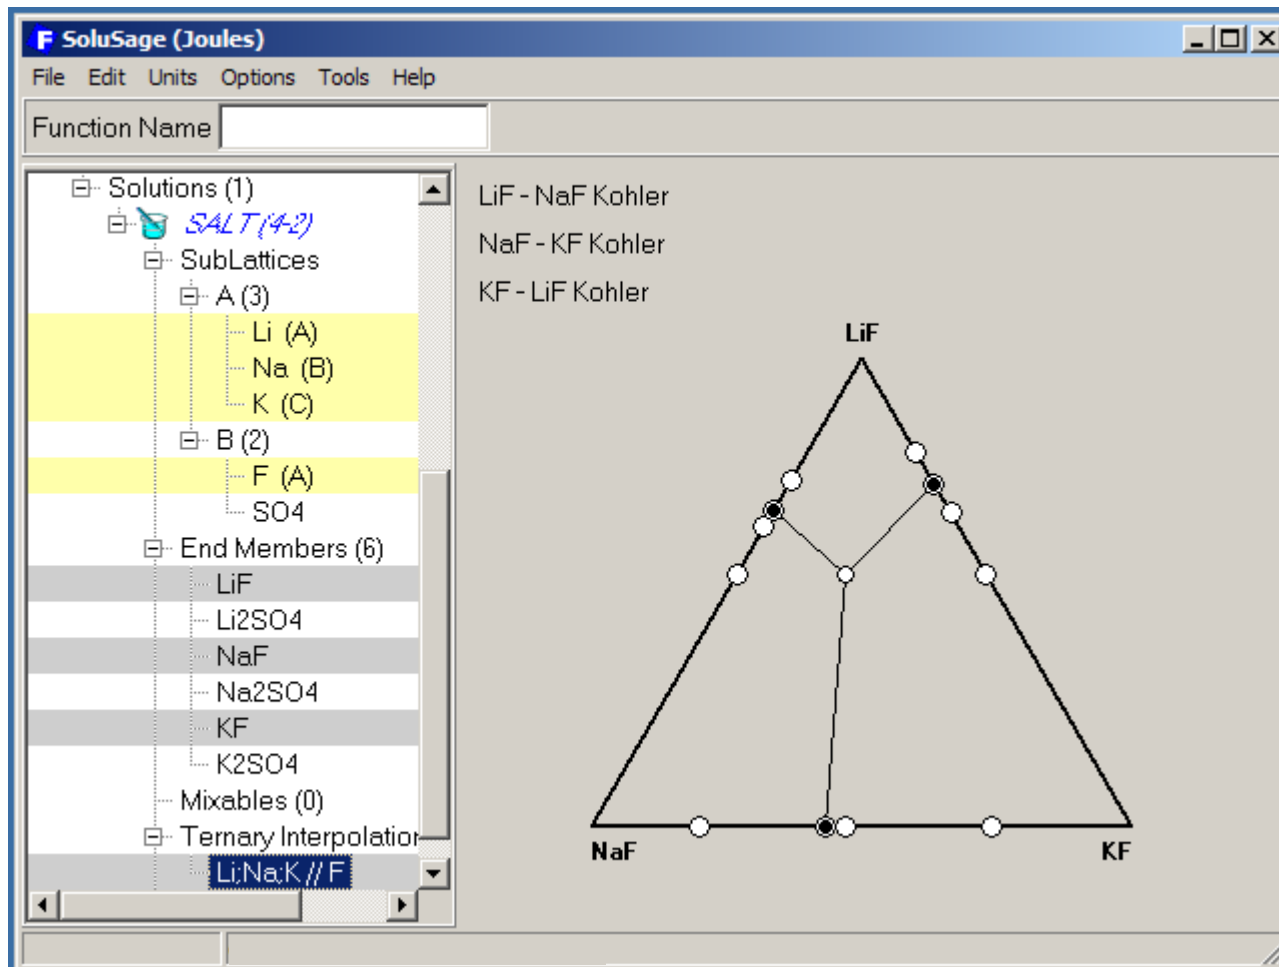 F SoluSage (Joules)
File Edit Units Options Tools Help
Function Name
Solutions (1)
SALT (4-2)
SubLattices
A (3)
Li (A)
Na (B)
K (C)
B (2)
F (A)
SO4
End Members (6)
LiF
Li2SO4
NaF
Na2SO4
KF
K2SO4
Mixables (0)
Ternary Interpolation
Li;Na;K // F
LiF - NaF Kohler
NaF - KF Kohler
KF - LiF Kohler
LiF
NaF
KF